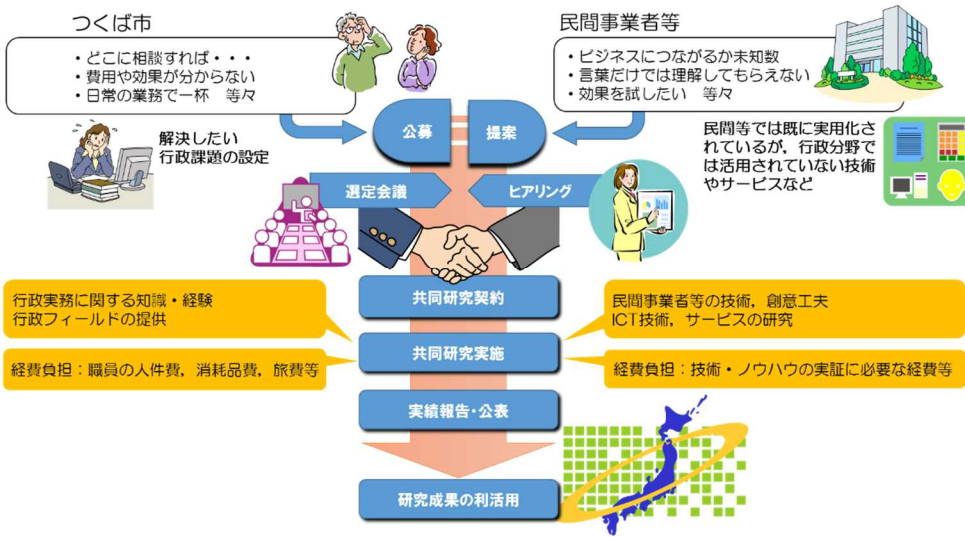 つくば市
・どこに相談すれば・・・
・費用や効果が分からない
・日常の業務で一杯 等々
民間事業者等
・ビジネスにつながるか未知数
・言葉だけでは理解してもらえない
・効果を試したい 等々
公募
提案
解決したい
行政課題の設定
民間等では既に実用化さ
れているが，行政分野で
は活用されていない技術
やサービスなど
選定会議
ヒアリング
共同研究契約
行政実務に関する知識・経験
行政フィールドの提供
民間事業者等の技術，創意工夫
ICT技術，サービスの研究
共同研究実施
経費負担：職員の人件費，消耗品費，旅費等
経費負担：技術・ノウハウの実証に必要な経費等
実績報告・公表
研究成果の利活用